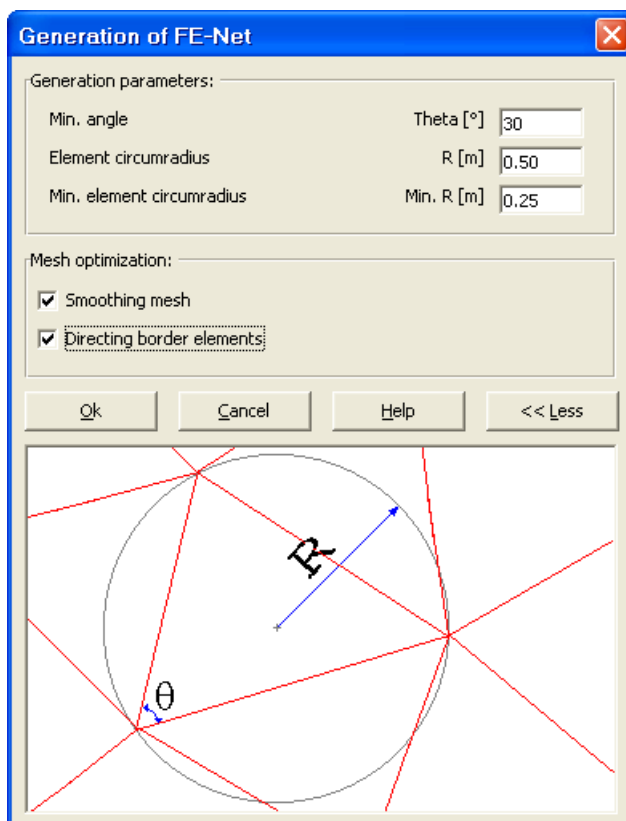 Generation of FE-Net
Generation parameters:
Min. angle Theta [°] 30
Element circumradius R [m] 0.50
Min. element circumradius Min. R [m] 0.25
Mesh optimization:
Smoothing mesh
Directing border elements
Ok Cancel Help << Less
R
θ